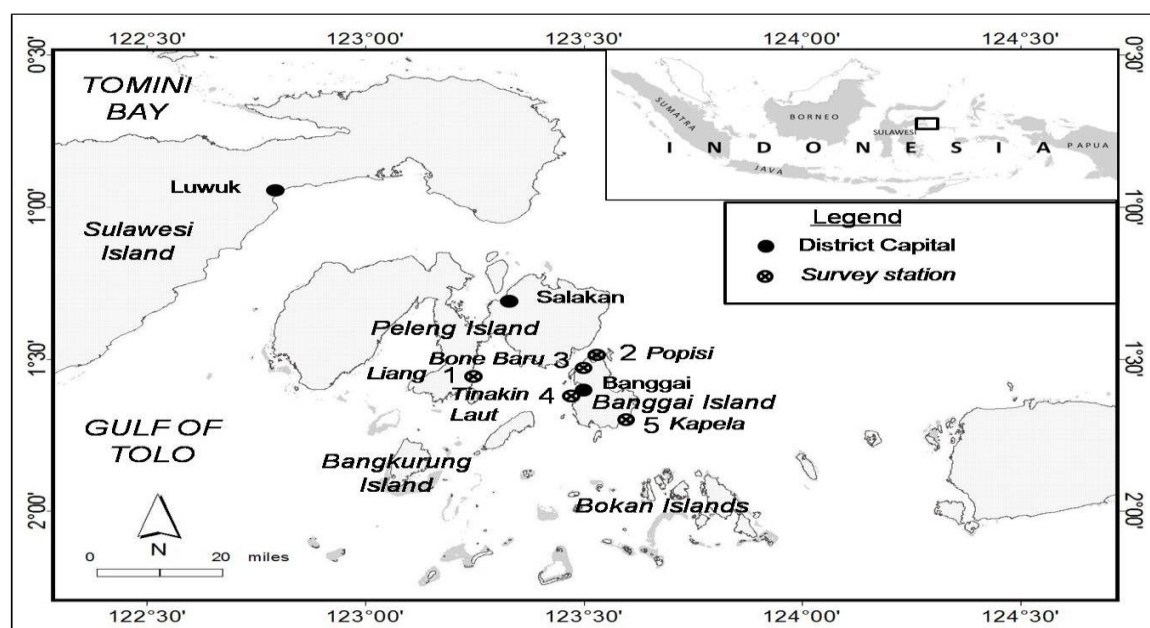 122°30' 123°00' 123°30' 124°00' 124°30'
0°30'
0°30'
TOMINI
BAY
SUMATRA
BORNEO
SULAWESI
PAPUA
INDONESIA
JAVA
Luwuk
1°00'
1°00'
Sulawesi
Island
Legend
District Capital
Survey station
Salakan
Peleng Island
Bone Baru 3
2 Popisi
1°30'
1°30'
Liang 1
Banggai
Tinakin 4
Laut
Banggai Island
5 Kapela
GULF OF
TOLO
Bangkurung
Island
Bokan Islands
2°00'
2°00'
N
0 20 miles
122°30' 123°00' 123°30' 124°00' 124°30'